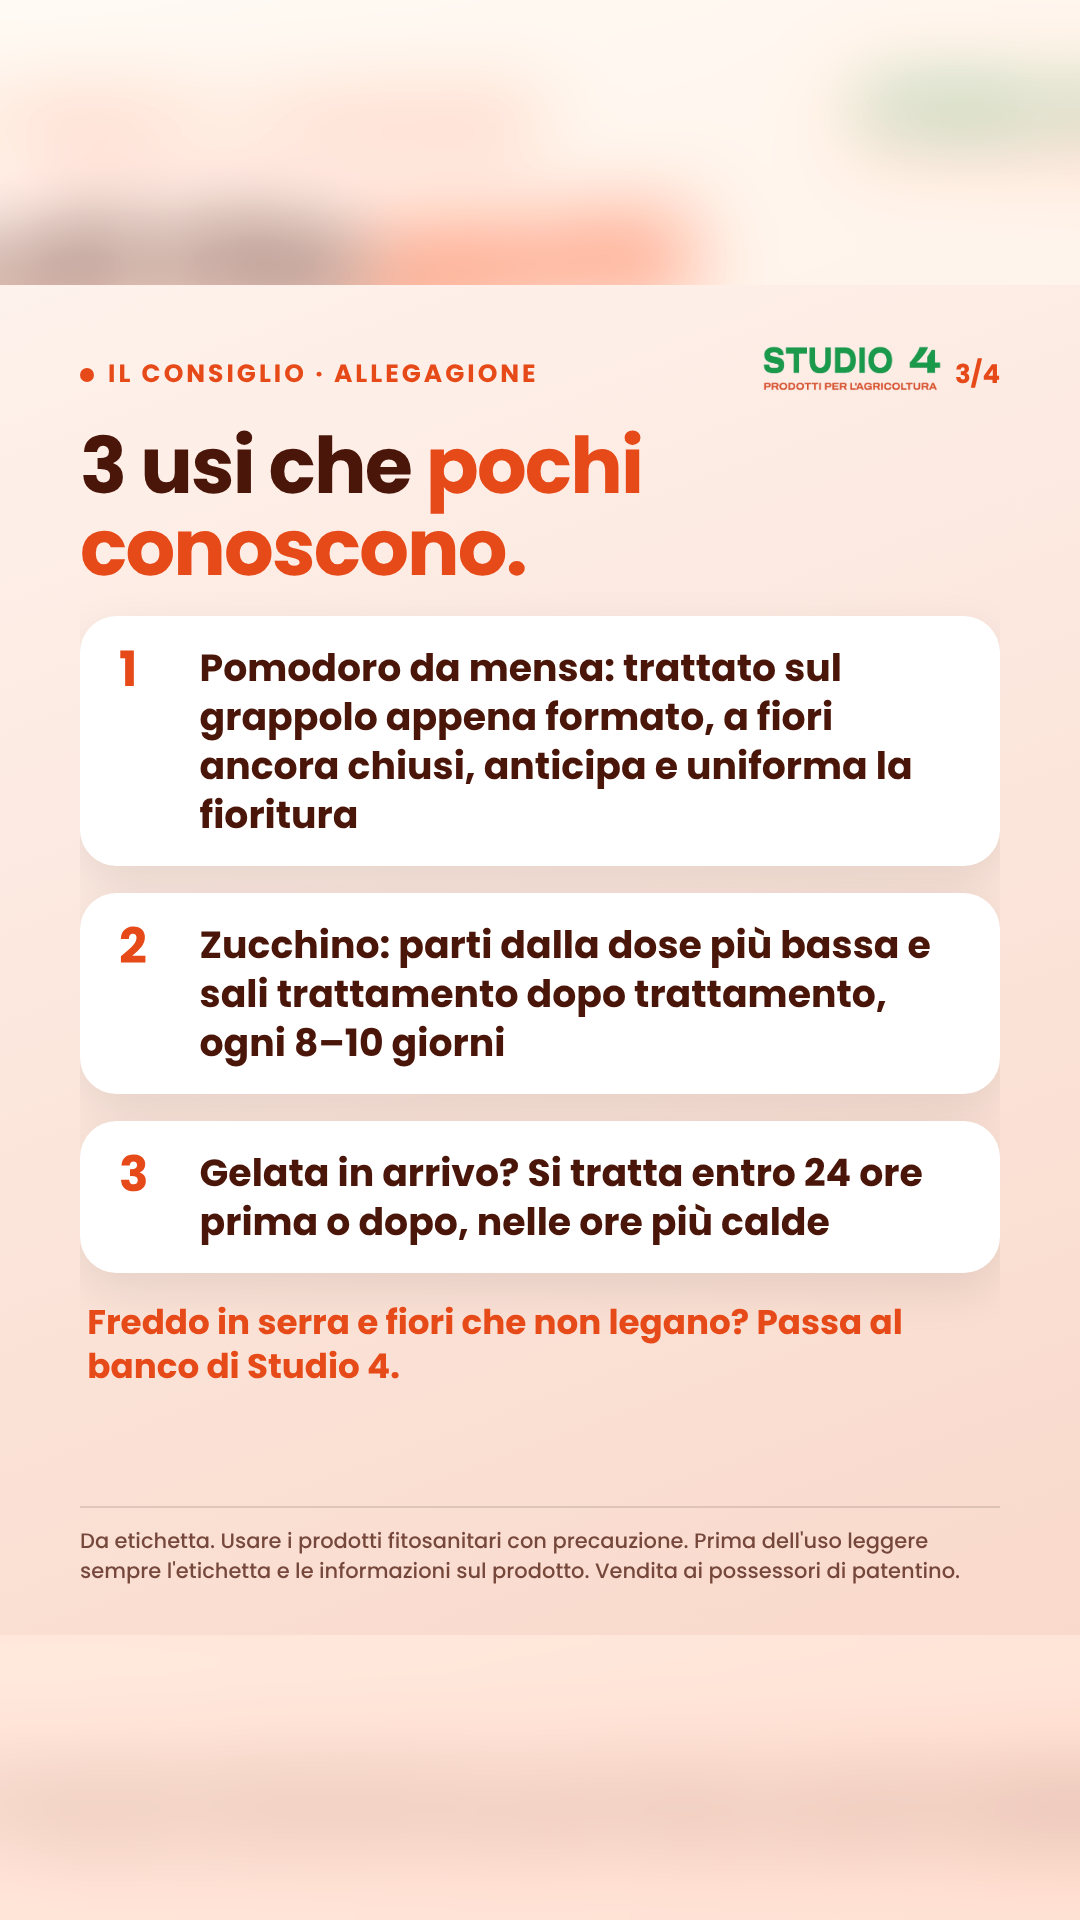 IL CONSIGLIO · ALLEGAGIONE
STUDIO 4
PRODOTTI PER L'AGRICOLTURA
3/4
3 usi che pochi
conoscono.
1
Pomodoro da mensa: trattato sul
grappolo appena formato, a fiori
ancora chiusi, anticipa e uniforma la
fioritura
2
Zucchino: parti dalla dose più bassa e
sali trattamento dopo trattamento,
ogni 8–10 giorni
3
Gelata in arrivo? Si tratta entro 24 ore
prima o dopo, nelle ore più calde
Freddo in serra e fiori che non legano? Passa al
banco di Studio 4.
Da etichetta. Usare i prodotti fitosanitari con precauzione. Prima dell'uso leggere
sempre l'etichetta e le informazioni sul prodotto. Vendita ai possessori di patentino.